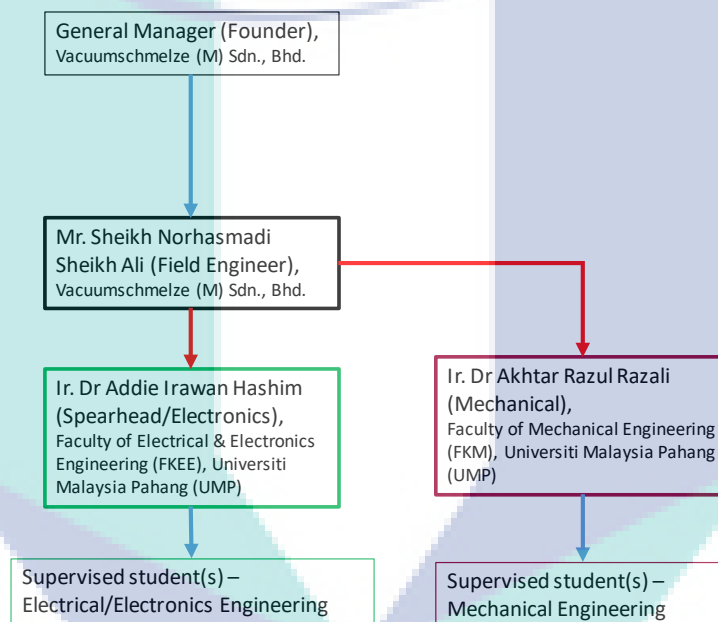 General Manager (Founder),
Vacuumschmelze (M) Sdn., Bhd.
Mr. Sheikh Norhasmadi
Sheikh Ali (Field Engineer),
Vacuumschmelze (M) Sdn., Bhd.
Ir. Dr Addie Irawan Hashim
(Spearhead/Electronics),
Faculty of Electrical & Electronics
Engineering (FKEE), Universiti
Malaysia Pahang (UMP)
Ir. Dr Akhtar Razul Razali
(Mechanical),
Faculty of Mechanical Engineering
(FKM), Universiti Malaysia Pahang
(UMP)
Supervised student(s) –
Electrical/Electronics Engineering
Supervised student(s) –
Mechanical Engineering